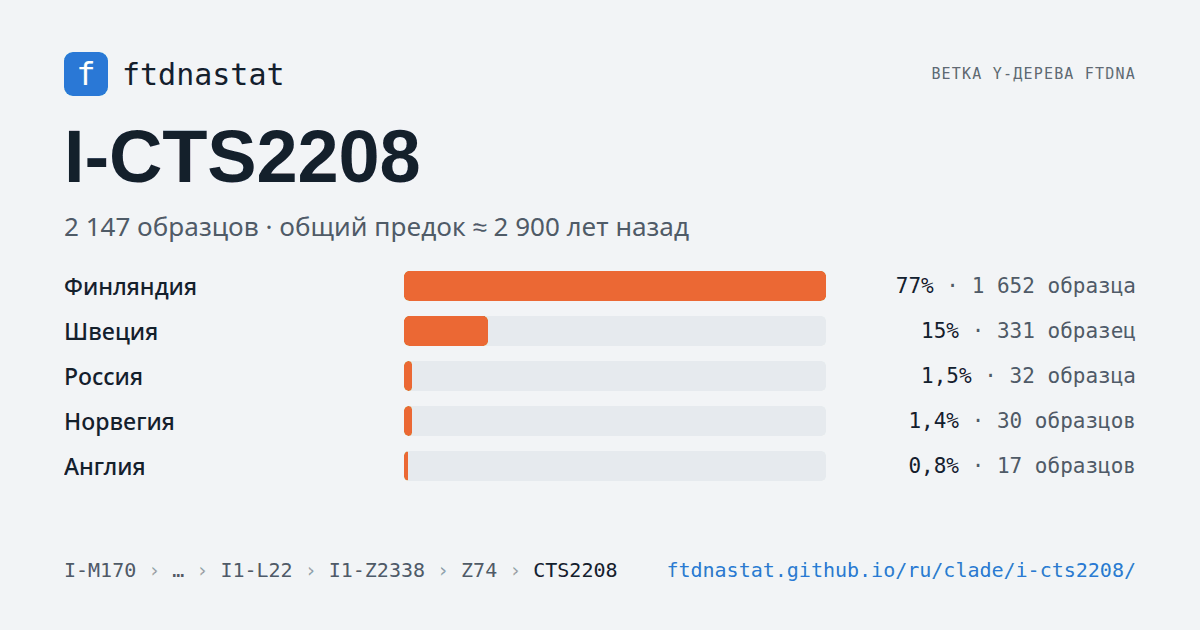 f ftdnastat
ВЕТКА Y-ДЕРЕВА FTDNA
I-CTS2208
2 147 образцов · общий предок ≈ 2 900 лет назад
Финляндия 77% · 1 652 образца
Швеция 15% · 331 образец
Россия 1,5% · 32 образца
Норвегия 1,4% · 30 образцов
Англия 0,8% · 17 образцов
I-M170 › … › I1-L22 › I1-Z2338 › Z74 › CTS2208
ftdnastat.github.io/ru/clade/i-cts2208/